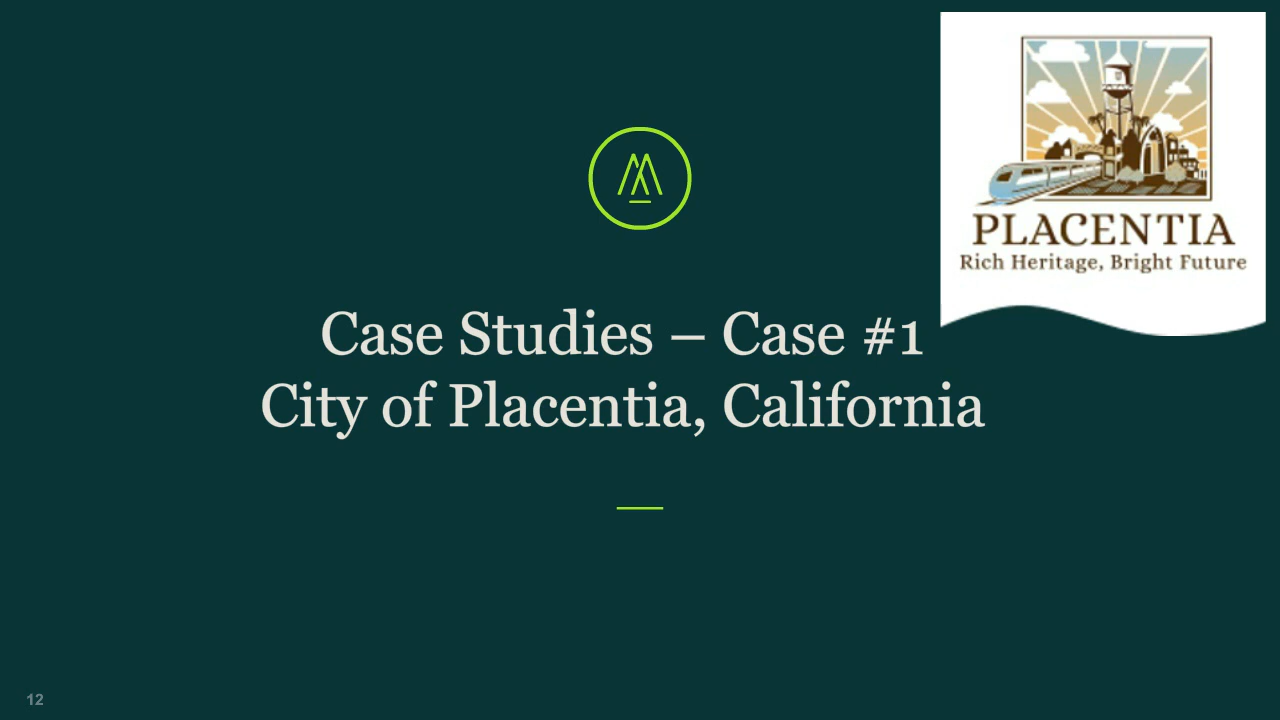 PLACENTIA
Rich Heritage, Bright Future
Case Studies – Case #1
City of Placentia, California
12